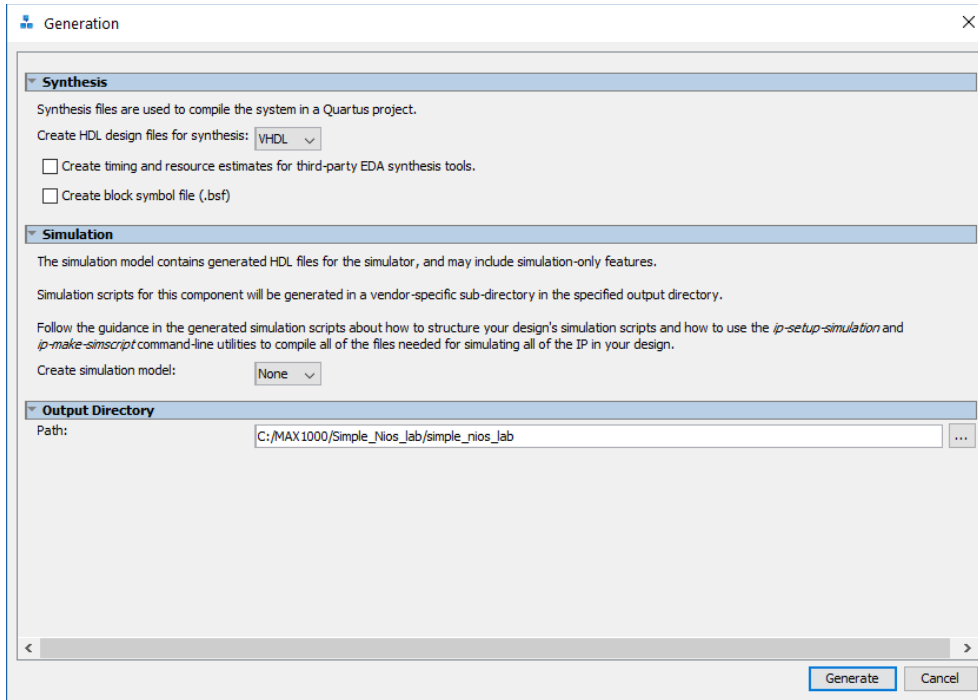 Generation
Synthesis
Synthesis files are used to compile the system in a Quartus project.
Create HDL design files for synthesis: VHDL
Create timing and resource estimates for third-party EDA synthesis tools.
Create block symbol file (.bsf)
Simulation
The simulation model contains generated HDL files for the simulator, and may include simulation-only features.
Simulation scripts for this component will be generated in a vendor-specific sub-directory in the specified output directory.
Follow the guidance in the generated simulation scripts about how to structure your design's simulation scripts and how to use the ip-setup-simulation and
ip-make-simscript command-line utilities to compile all of the files needed for simulating all of the IP in your design.
Create simulation model: None
Output Directory
Path: C:/MAX1000/Simple_Nios_lab/simple_nios_lab ...
Generate Cancel